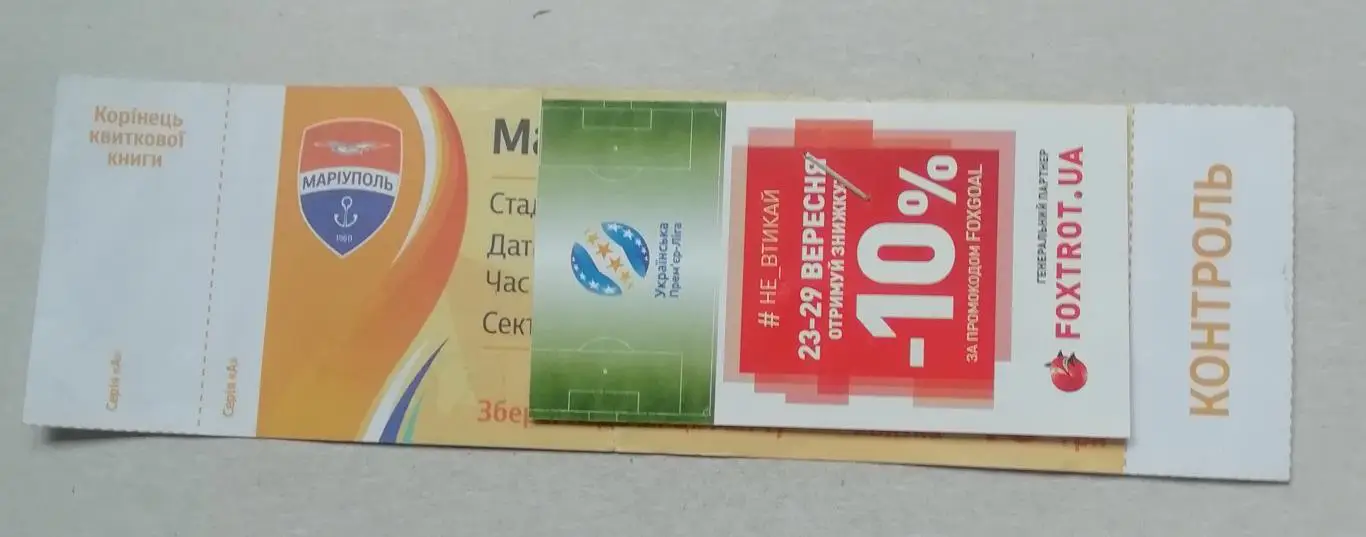 Корінець
квиткової
книги
Серія «А»
Серія «А»
МАРІУПОЛЬ
1960
Ма
Стад
Дат
Час
Сект
Збер
Українська
Прем'єр-Ліга
# НЕ_ВТИКАЙ
23-29 ВЕРЕСНЯ
ОТРИМУЙ ЗНИЖКУ
-10%
ЗА ПРОМОКОДОМ FOXGOAL
ГЕНЕРАЛЬНИЙ ПАРТНЕР
FOXTROT.UA
КОНТРОЛЬ